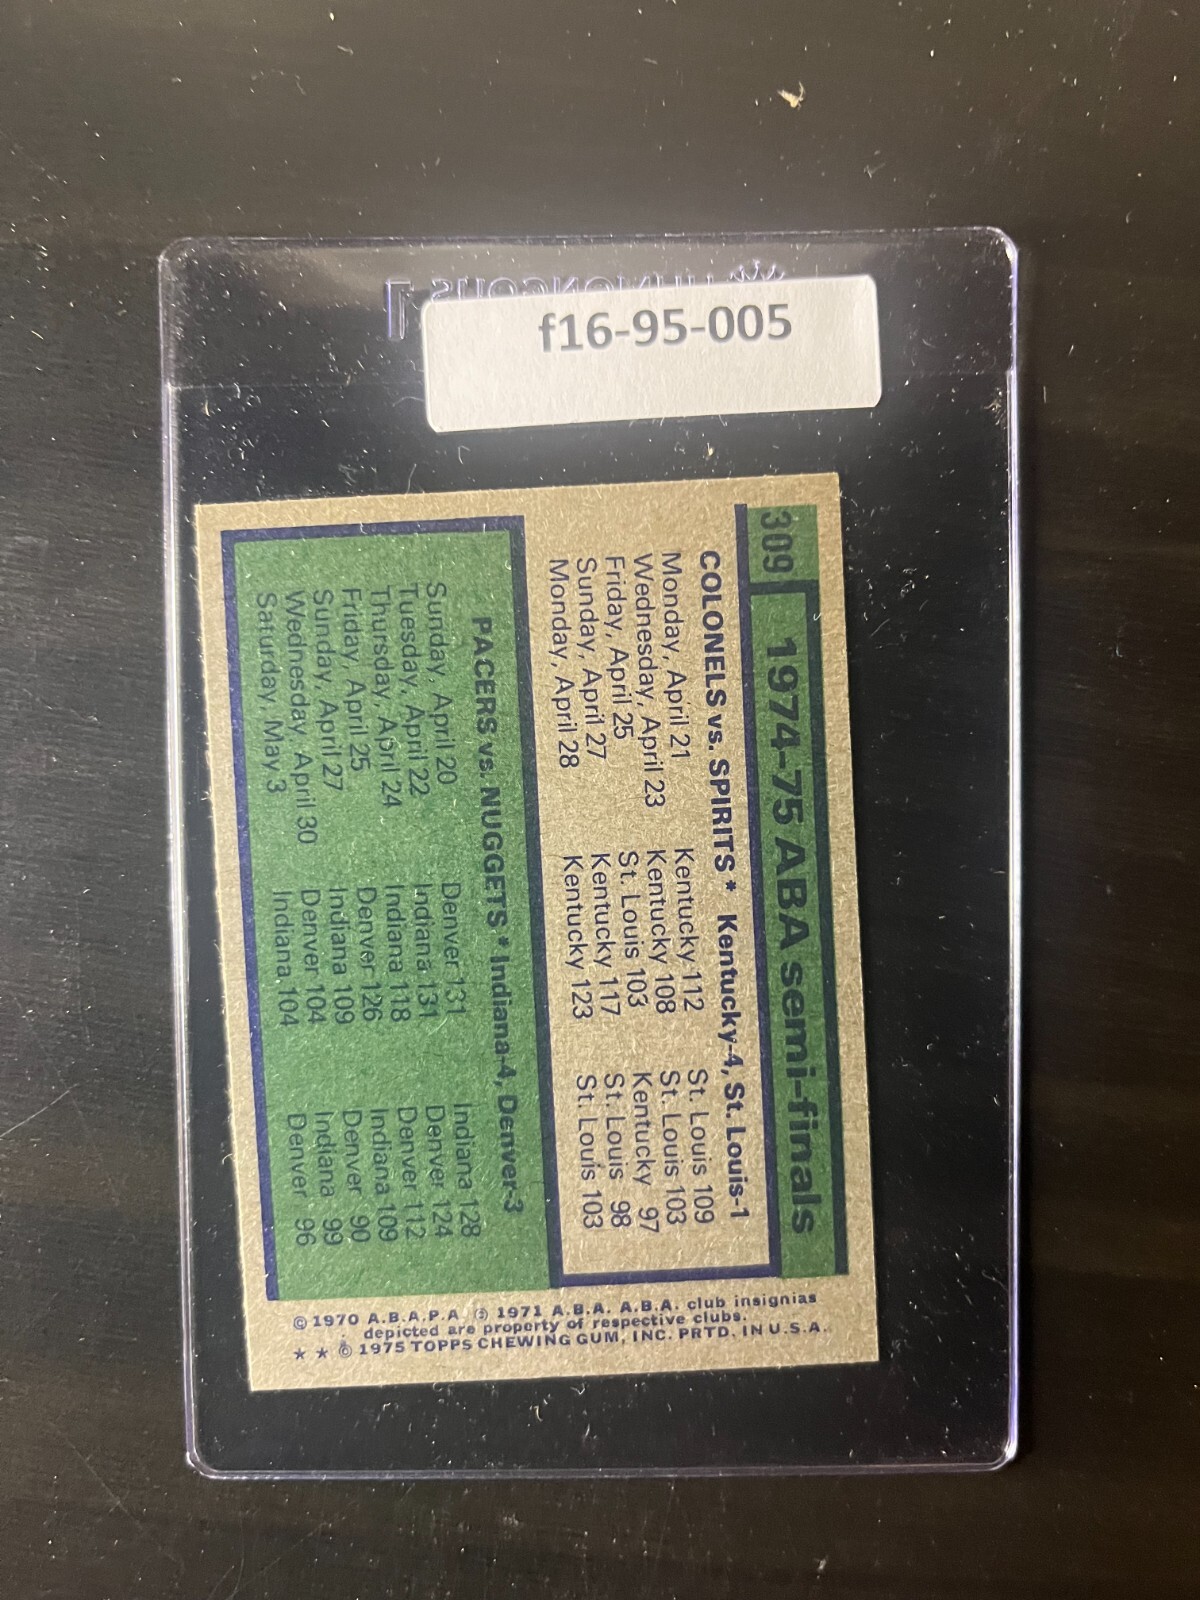 f16-95-005
309
1974-75 ABA semi-finals
COLONELS vs. SPIRITS * Kentucky-4, St. Louis-1
Monday, April 21 Kentucky 112 St. Louis 109
Wednesday, April 23 Kentucky 108 St. Louis 103
Friday, April 25 St. Louis 103 Kentucky 97
Sunday, April 27 Kentucky 117 St. Louis 98
Monday, April 28 Kentucky 123 St. Louis 103
PACERS vs. NUGGETS * Indiana-4, Denver-3
Sunday, April 20 Denver 131 Indiana 128
Tuesday, April 22 Indiana 131 Denver 124
Thursday, April 24 Indiana 118 Denver 112
Friday, April 25 Denver 126 Indiana 109
Sunday, April 27 Indiana 109 Denver 90
Wednesday, April 30 Denver 104 Indiana 99
Saturday, May 3 Indiana 104 Denver 96
© 1970 A.B.A.P.A. © 1971 A.B.A. A.B.A. club insignias
depicted are property of respective clubs.
★ ★ © 1975 TOPPS CHEWING GUM, INC. PRTD. IN U.S.A.